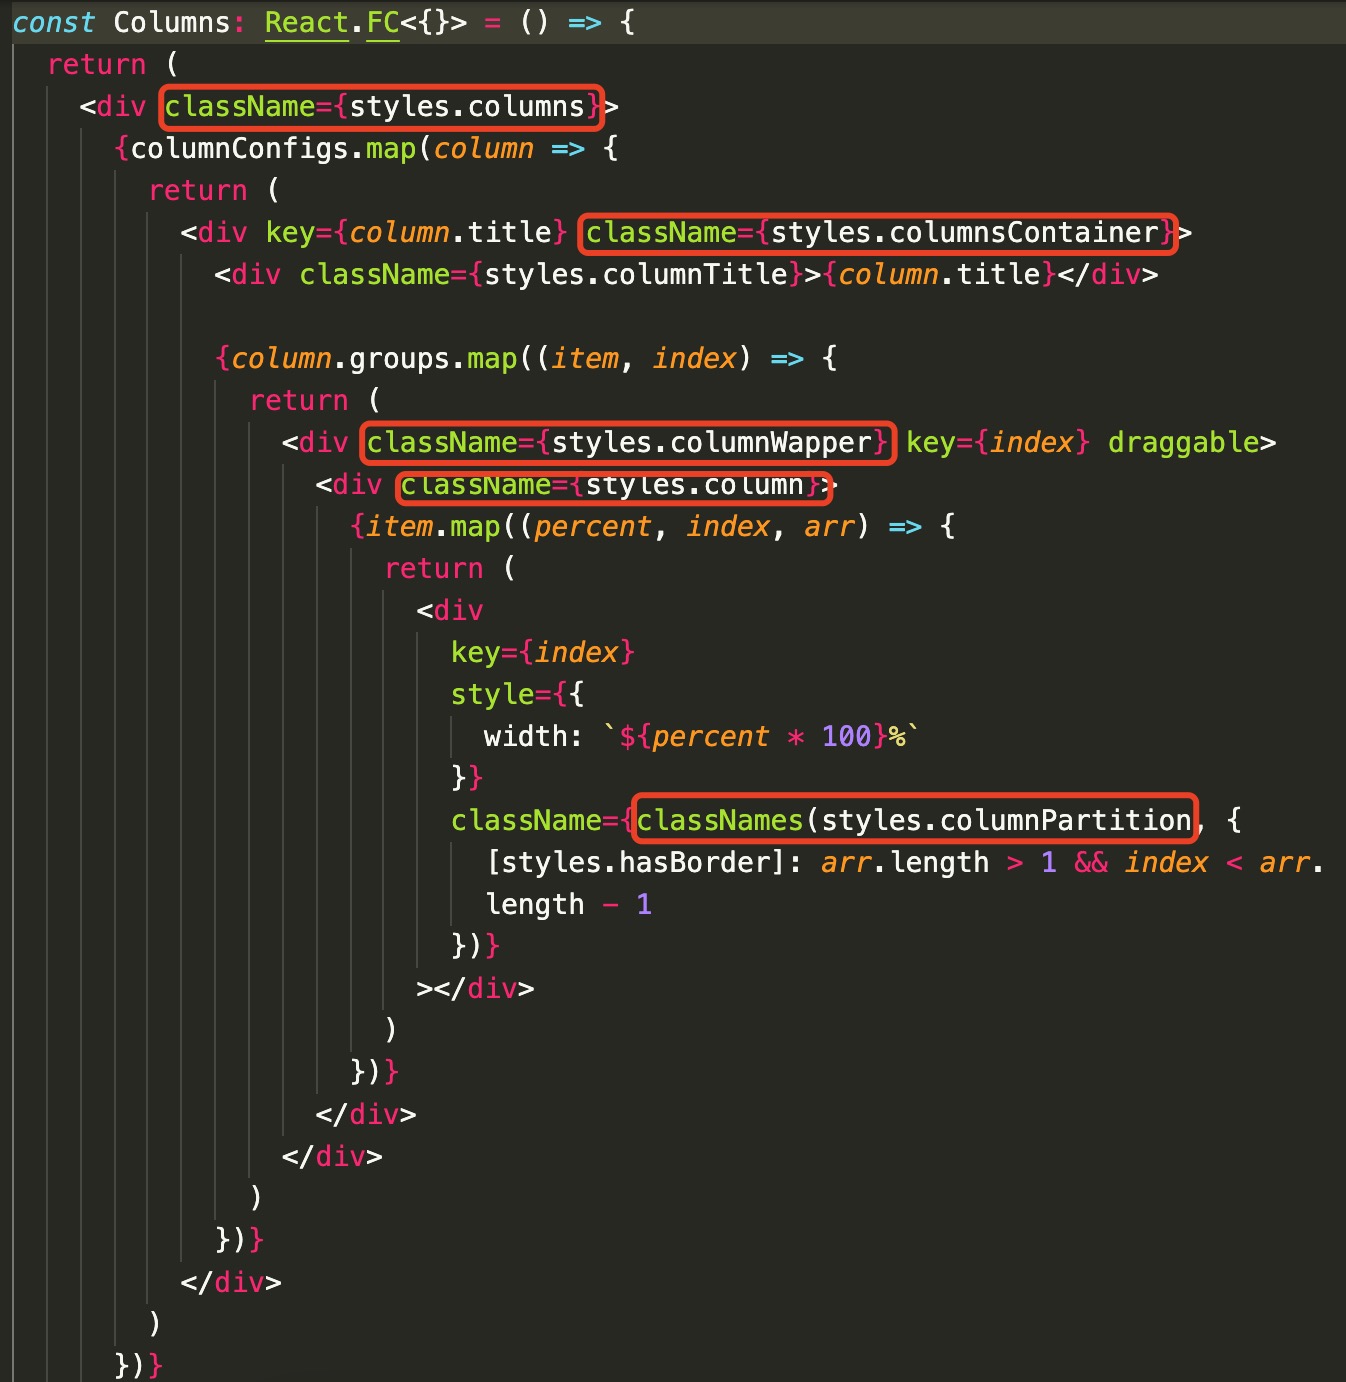 const Columns: React.FC<{}> = () => {
return (
<div className={styles.columns}>
{columnConfigs.map(column => {
return (
<div key={column.title} className={styles.columnsContainer}>
<div className={styles.columnTitle}>{column.title}</div>
{column.groups.map((item, index) => {
return (
<div className={styles.columnWapper} key={index} draggable>
<div className={styles.column}>
{item.map((percent, index, arr) => {
return (
<div
key={index}
style={{
width: `${percent * 100}%`
}}
className={classNames(styles.columnPartition, {
[styles.hasBorder]: arr.length > 1 && index < arr.
length - 1
})}
></div>
)
})}
</div>
</div>
)
})}
</div>
)
})}